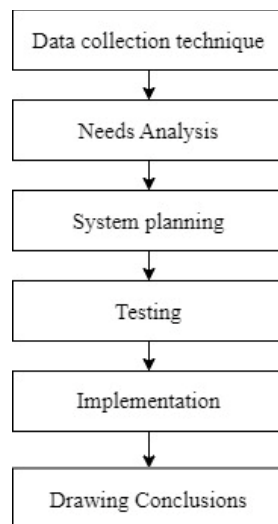 Data collection technique
Needs Analysis
System planning
Testing
Implementation
Drawing Conclusions